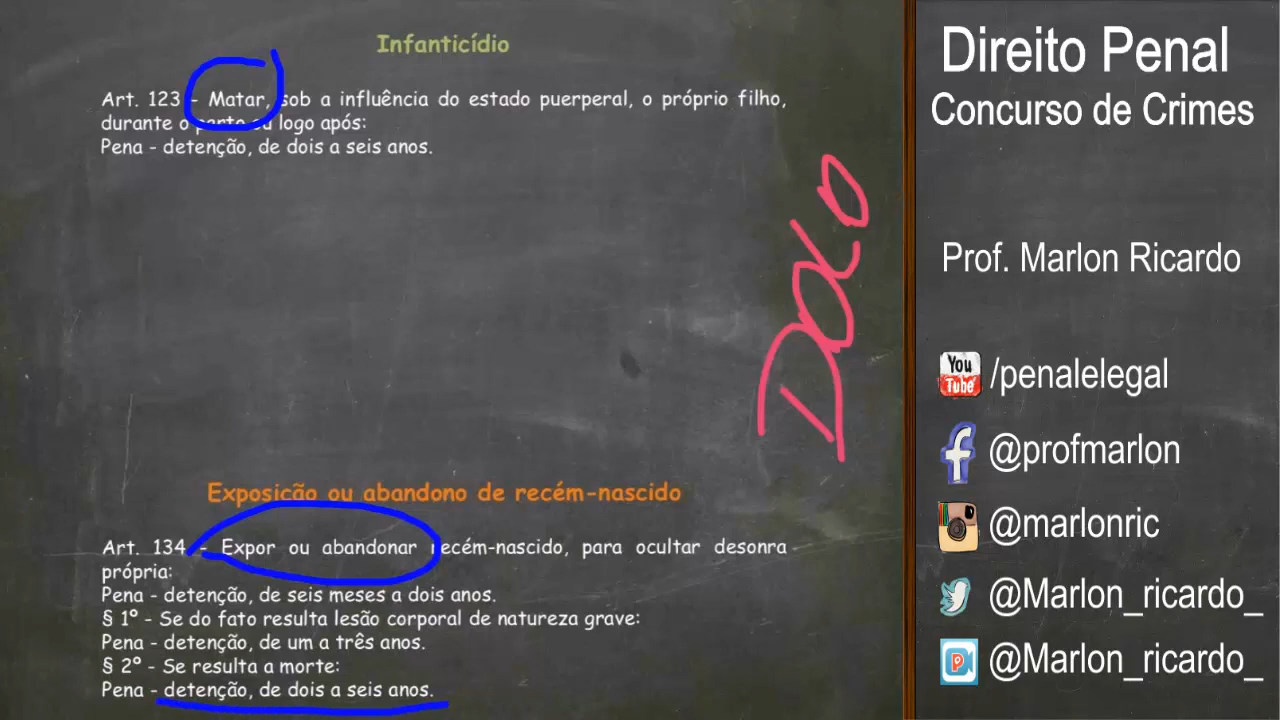 Infanticídio
Art. 123 - Matar, sob a influência do estado puerperal, o próprio filho,
durante o parto ou logo após:
Pena - detenção, de dois a seis anos.
DOLO
Exposição ou abandono de recém-nascido
Art. 134 - Expor ou abandonar recém-nascido, para ocultar desonra
própria:
Pena - detenção, de seis meses a dois anos.
§ 1º - Se do fato resulta lesão corporal de natureza grave:
Pena - detenção, de um a três anos.
§ 2º - Se resulta a morte:
Pena - detenção, de dois a seis anos.
Direito Penal
Concurso de Crimes
Prof. Marlon Ricardo
You
Tube
/penalelegal
@profmarlon
@marlonric
@Marlon_ricardo_
@Marlon_ricardo_